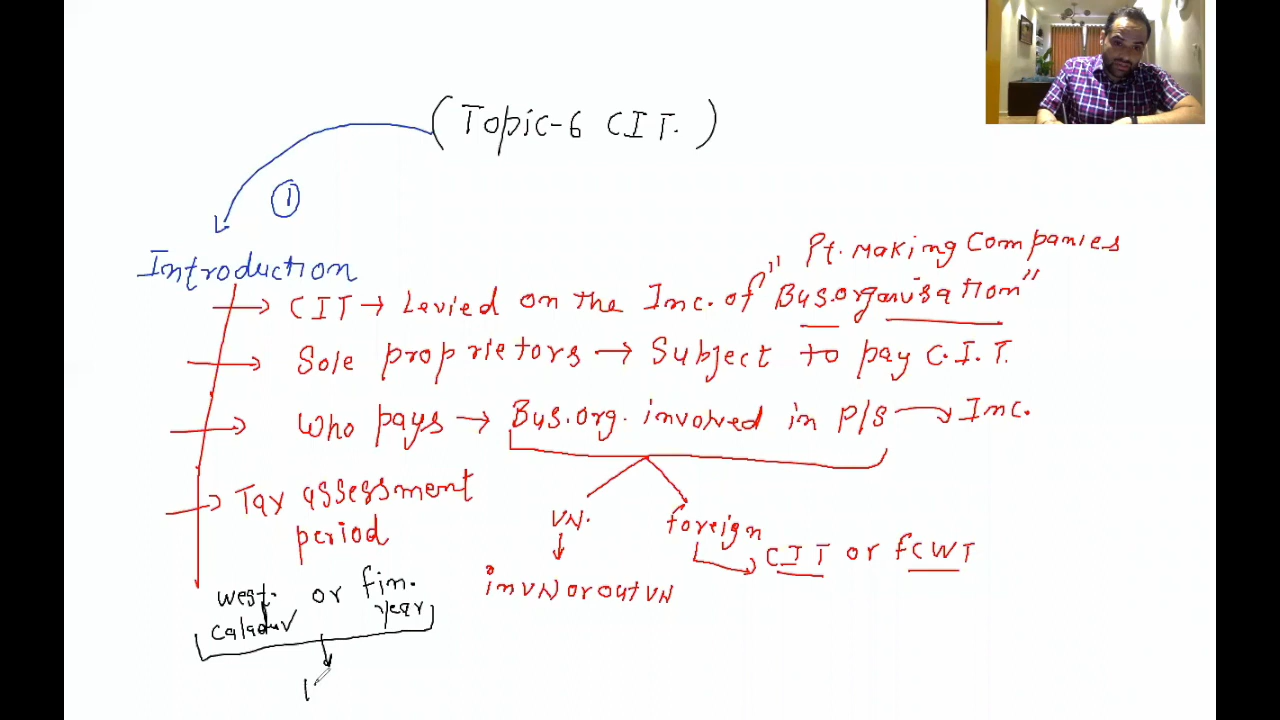 (Topic-6 CIT.)
①
Introduction
Pt. Making Companies
CIT → Levied on the Inc. of "Bus.organisation"
Sole proprietors → Subject to pay C.I.T.
Who pays → Bus.org. involved in P/S → Inc.
Tax assessment
period
VN.
foreign
in VN or out VN
CIT or fCWT
west. or fin.
calander year